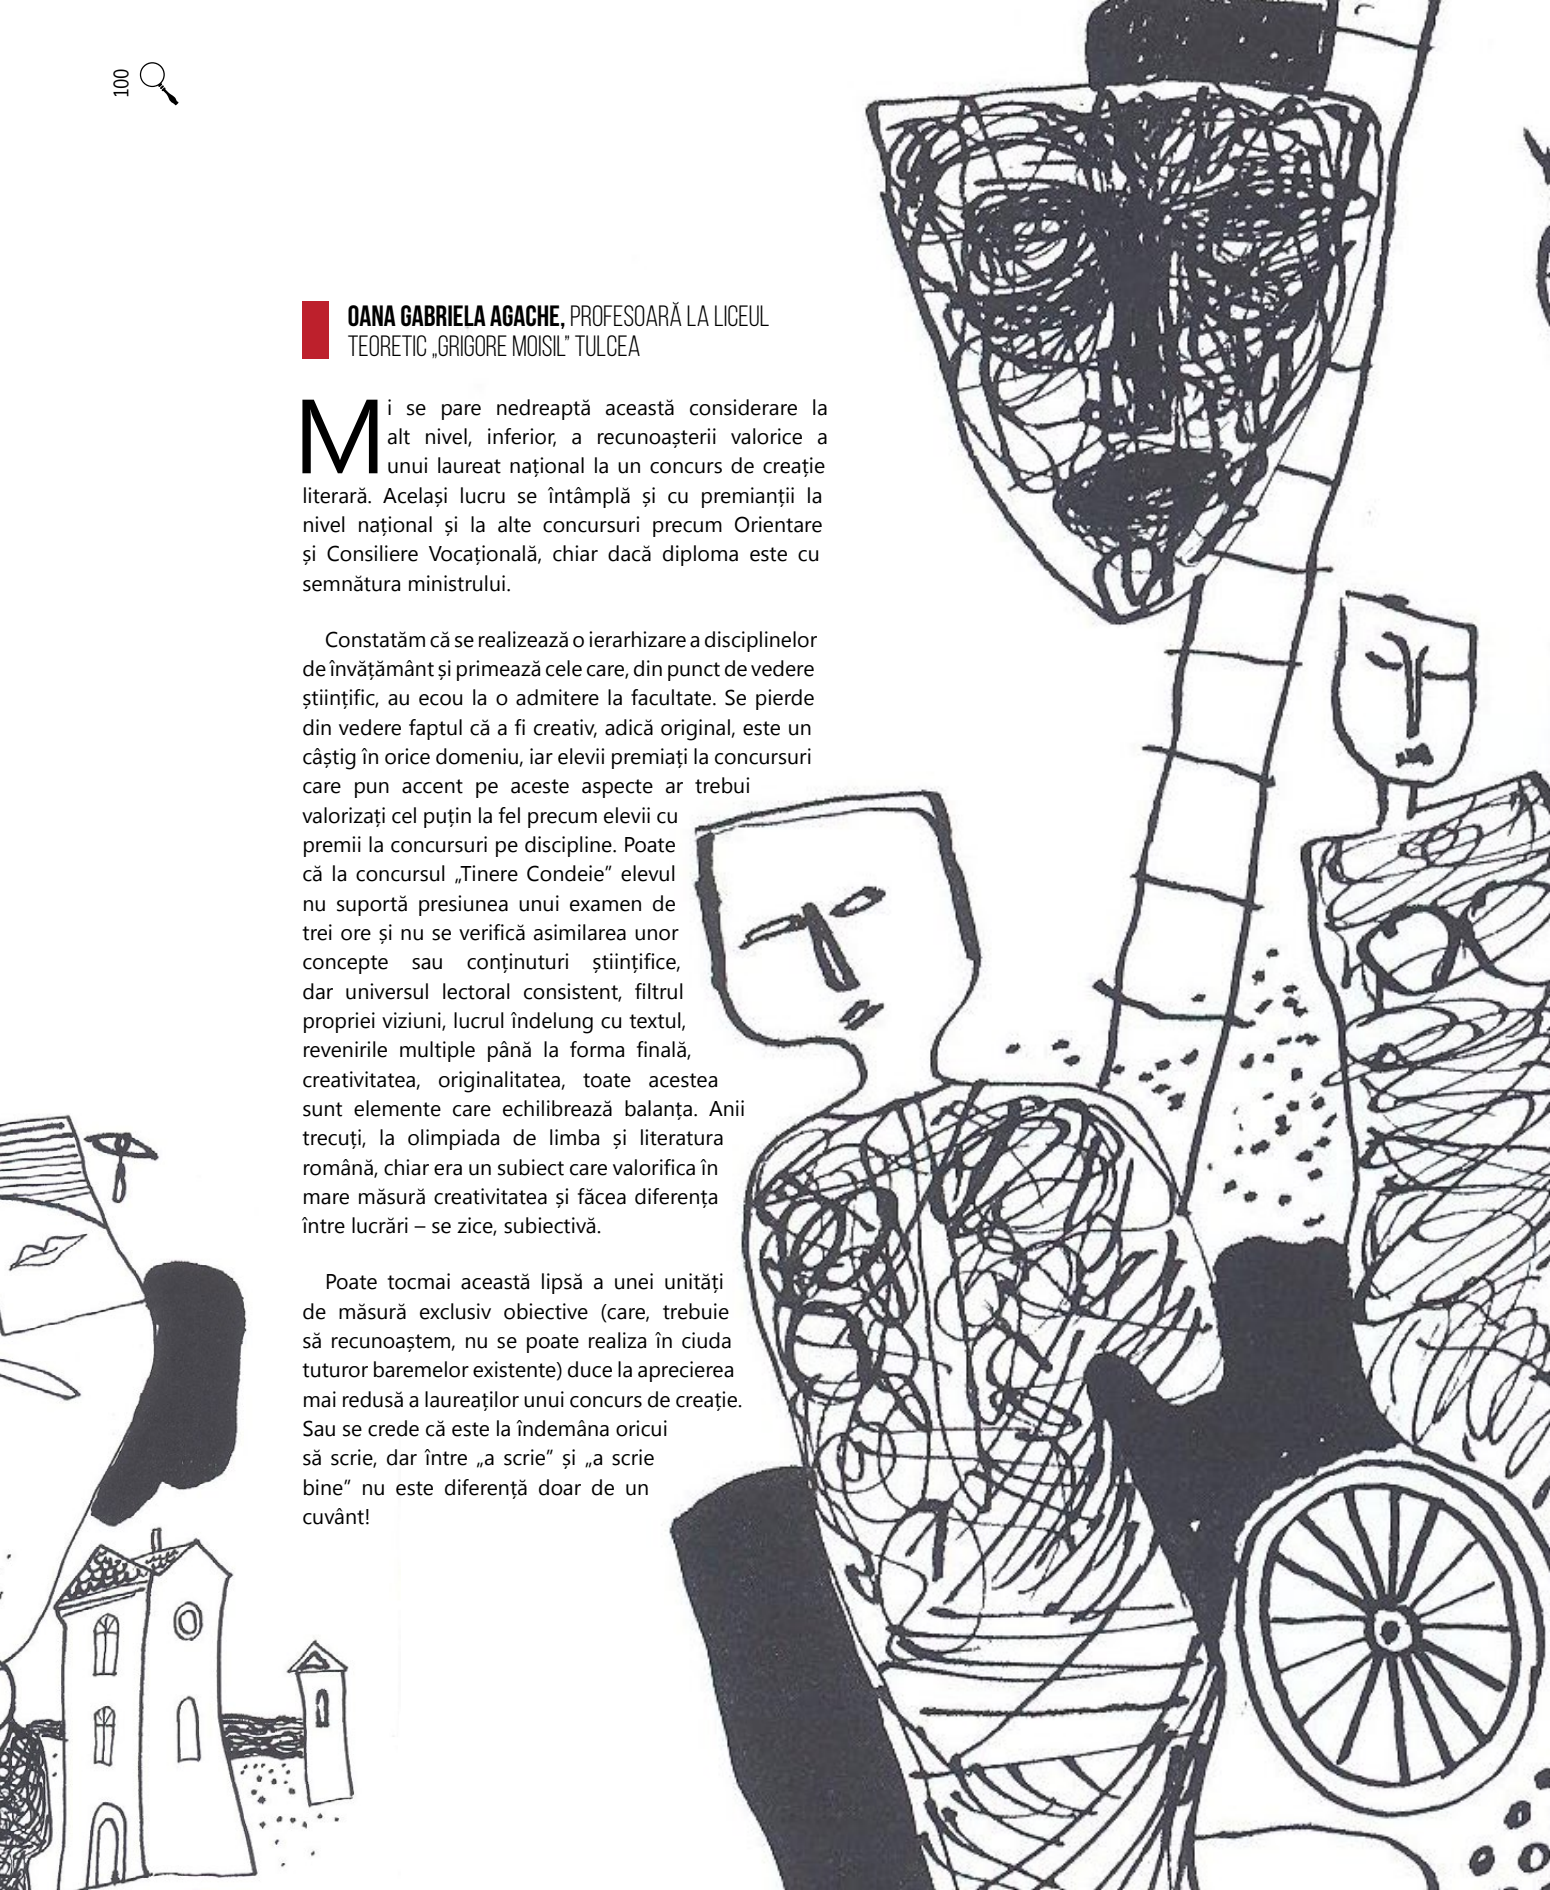 100
OANA GABRIELA AGACHE, PROFESOARĂ LA LICEUL
TEORETIC „GRIGORE MOISIL” TULCEA
Mi se pare nedreaptă această considerare la
alt nivel, inferior, a recunoașterii valorice a
unui laureat național la un concurs de creație
literară. Același lucru se întâmplă și cu premianții la
nivel național și la alte concursuri precum Orientare
și Consiliere Vocațională, chiar dacă diploma este cu
semnătura ministrului.
Constatăm că se realizează o ierarhizare a disciplinelor
de învățământ și primează cele care, din punct de vedere
științific, au ecou la o admitere la facultate. Se pierde
din vedere faptul că a fi creativ, adică original, este un
câștig în orice domeniu, iar elevii premiați la concursuri
care pun accent pe aceste aspecte ar trebui
valorizați cel puțin la fel precum elevii cu
premii la concursuri pe discipline. Poate
că la concursul „Tinere Condeie” elevul
nu suportă presiunea unui examen de
trei ore și nu se verifică asimilarea unor
concepte sau conținuturi științifice,
dar universul lectoral consistent, filtrul
propriei viziuni, lucrul îndelung cu textul,
revenirile multiple până la forma finală,
creativitatea, originalitatea, toate acestea
sunt elemente care echilibrează balanța. Anii
trecuți, la olimpiada de limba și literatura
română, chiar era un subiect care valorifica în
mare măsură creativitatea și făcea diferența
între lucrări – se zice, subiectivă.
Poate tocmai această lipsă a unei unități
de măsură exclusiv obiective (care, trebuie
să recunoaștem, nu se poate realiza în ciuda
tuturor baremelor existente) duce la aprecierea
mai redusă a laureaților unui concurs de creație.
Sau se crede că este la îndemâna oricui
să scrie, dar între „a scrie” și „a scrie
bine” nu este diferență doar de un
cuvânt!